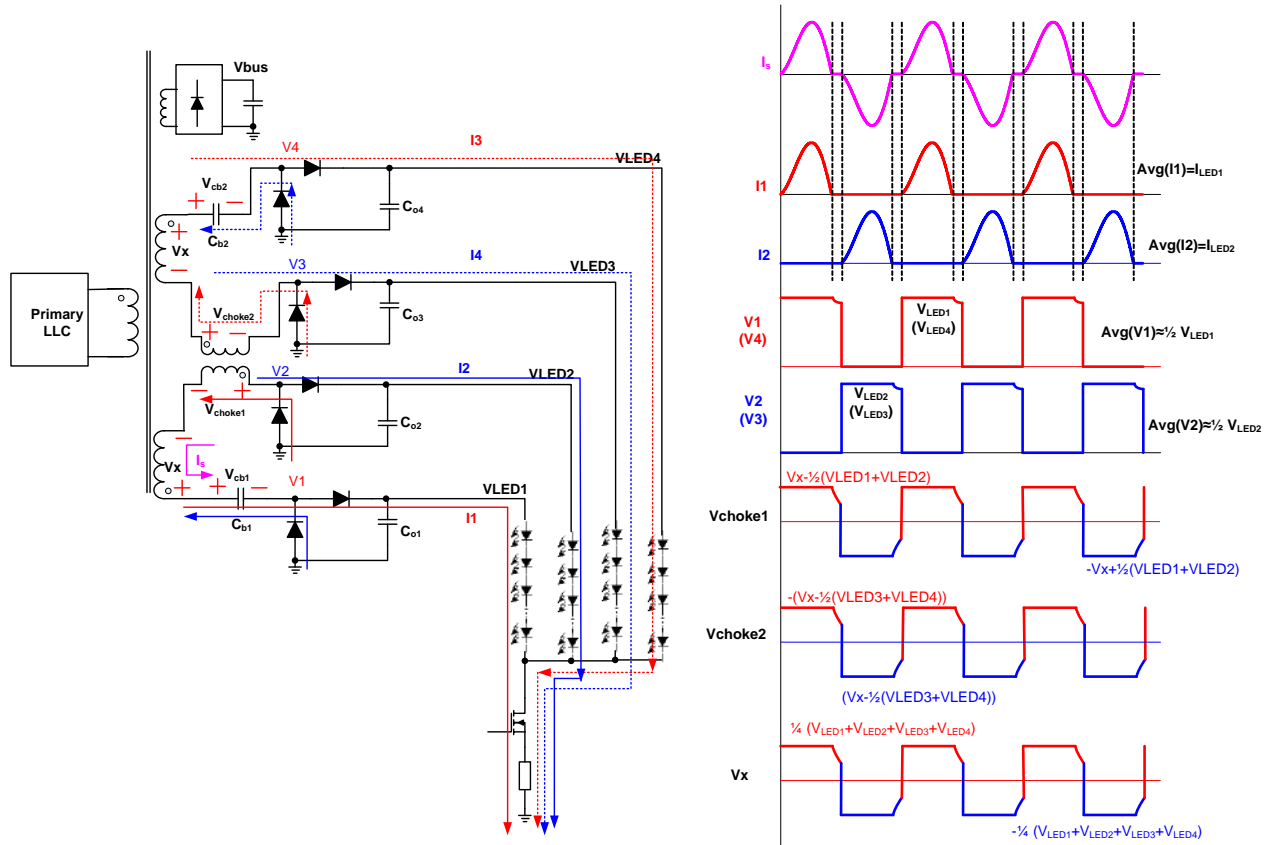 Vbus
V4
I3
VLED4
Vcb2
+ −
Cb2
Co4
+
Vx
−
I4
V3
VLED3
Primary
LLC
Vchoke2
+ −
Co3
V2
I2
VLED2
− +
Vchoke1
Co2
−
Vx
Is
Vcb1
+ + −
V1
VLED1
Cb1
I1
Co1
Is
I1
Avg(I1)=ILED1
I2
Avg(I2)=ILED2
V1
(V4)
VLED1
(VLED4)
Avg(V1)≈½ VLED1
V2
(V3)
VLED2
(VLED3)
Avg(V2)≈½ VLED2
Vx-½(VLED1+VLED2)
Vchoke1
-Vx+½(VLED1+VLED2)
-(Vx-½(VLED3+VLED4))
Vchoke2
(Vx-½(VLED3+VLED4))
¼ (VLED1+VLED2+VLED3+VLED4)
Vx
-¼ (VLED1+VLED2+VLED3+VLED4)